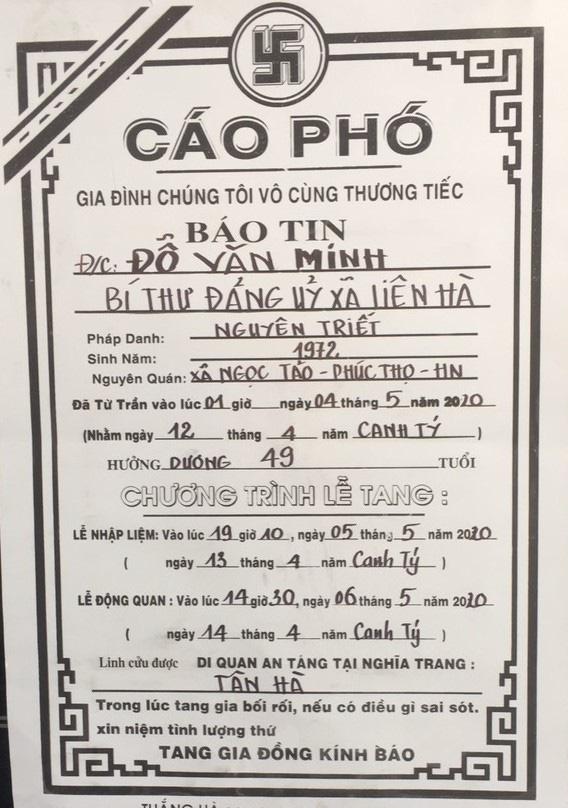 CÁO PHÓ
GIA ĐÌNH CHÚNG TÔI VÔ CÙNG THƯƠNG TIẾC
BÁO TIN
Đ/C: ĐỖ VĂN MINH
BÍ THƯ ĐẢNG UỶ XÃ LIÊN HÀ
Pháp Danh: NGUYÊN TRIẾT
Sinh Năm: 1972
Nguyên Quán: XÃ NGỌC TẢO - PHÚC THỌ - HN
Đã Từ Trần vào lúc 01 giờ ngày 04 tháng 5 năm 2020
(Nhằm ngày 12 tháng 4 năm CANH TÝ )
HƯỞNG DƯƠNG 49 TUỔI
CHƯƠNG TRÌNH LỄ TANG :
LỄ NHẬP LIỆM: Vào lúc 19 giờ 10, ngày 05 tháng 5 năm 2020
( ngày 13 tháng 4 năm Canh Tý )
LỄ ĐỘNG QUAN : Vào lúc 14 giờ 30, ngày 06 tháng 5 năm 2020
( ngày 14 tháng 4 năm Canh Tý )
Linh cữu được DI QUAN AN TÁNG TẠI NGHĨA TRANG :
TÂN HÀ
Trong lúc tang gia bối rối, nếu có điều gì sai sót.
xin niệm tình lượng thứ
TANG GIA ĐỒNG KÍNH BÁO